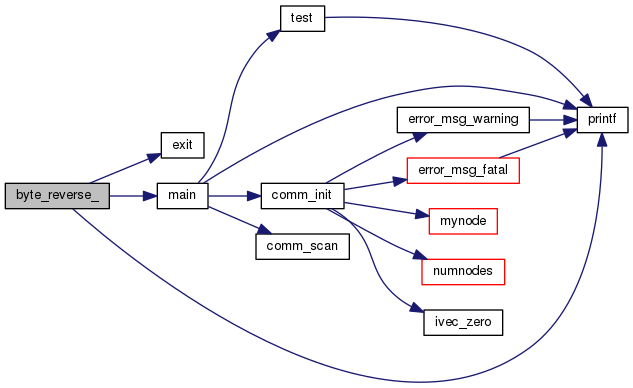 test
error_msg_warning
printf
exit
error_msg_fatal
byte_reverse_
main
comm_init
mynode
comm_scan
numnodes
ivec_zero